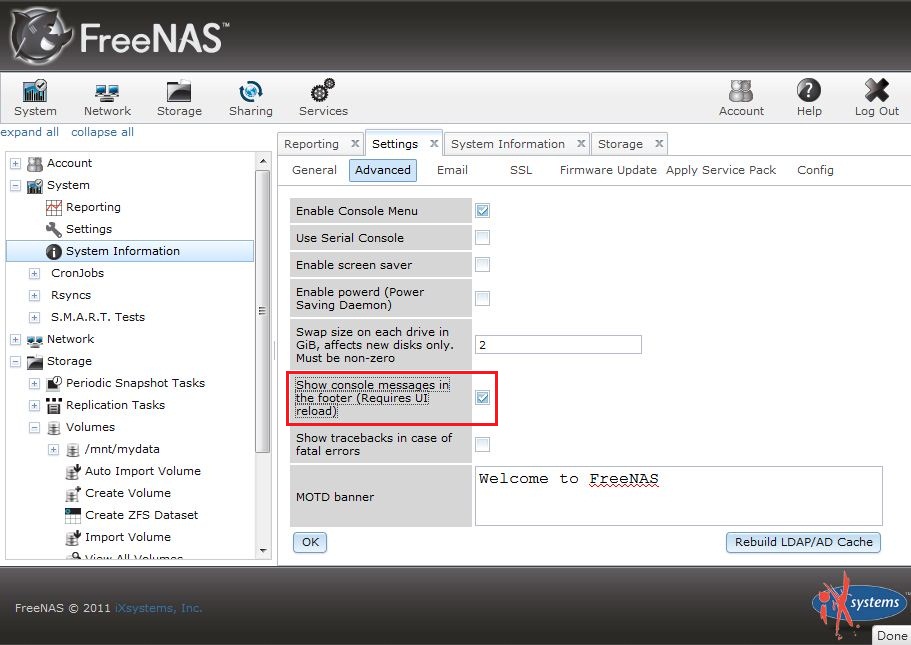 FreeNAS™
System Network Storage Sharing Services Account Help Log Out
expand all collapse all
Reporting x Settings x System Information x Storage x
General Advanced Email SSL Firmware Update Apply Service Pack Config
Account
System
Reporting
Settings
System Information
CronJobs
Rsyncs
S.M.A.R.T. Tests
Network
Storage
Periodic Snapshot Tasks
Replication Tasks
Volumes
/mnt/mydata
Auto Import Volume
Create Volume
Create ZFS Dataset
Import Volume
View All Volumes
Enable Console Menu
Use Serial Console
Enable screen saver
Enable powerd (Power
Saving Daemon)
Swap size on each drive in
GiB, affects new disks only.
Must be non-zero
2
Show console messages in
the footer (Requires UI
reload)
Show tracebacks in case of
fatal errors
MOTD banner
Welcome to FreeNAS
OK
Rebuild LDAP/AD Cache
FreeNAS © 2011 iXsystems, Inc.
iXsystems™
Done